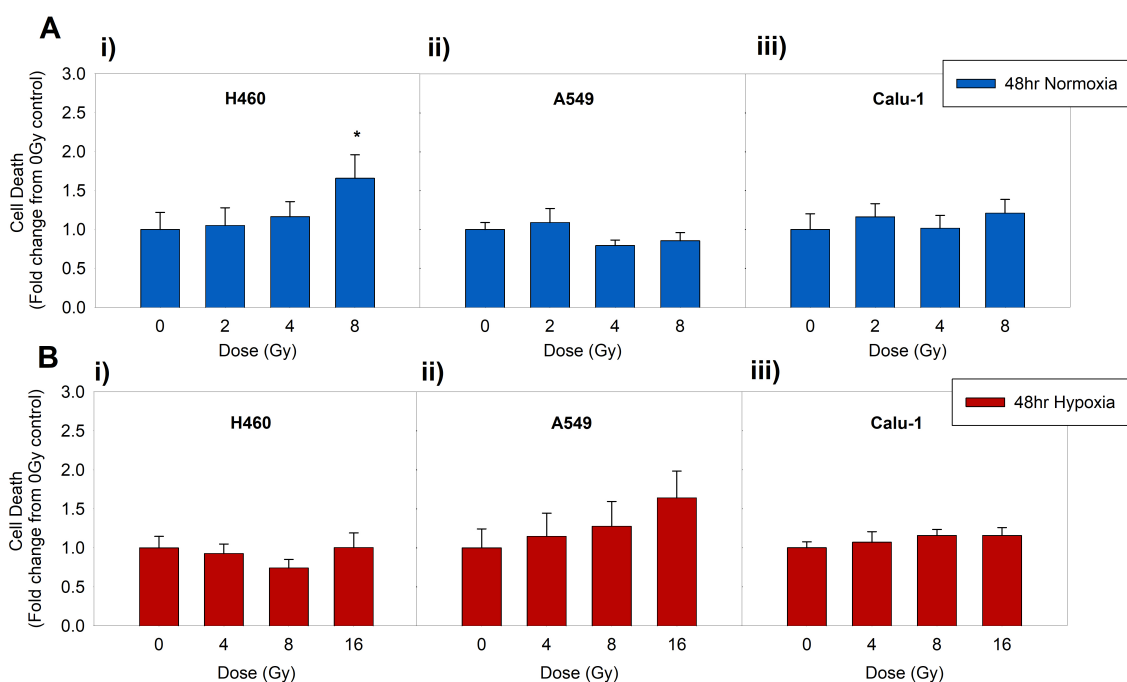 A
i)
ii)
iii)
48hr Normoxia
H460
A549
Calu-1
Cell Death
(Fold change from 0Gy control)
3.0
2.5
2.0
1.5
1.0
0.5
0.0
*
0 2 4 8
0 2 4 8
0 2 4 8
Dose (Gy)
Dose (Gy)
Dose (Gy)
B
i)
ii)
iii)
48hr Hypoxia
H460
A549
Calu-1
Cell Death
(Fold change from 0Gy control)
3.0
2.5
2.0
1.5
1.0
0.5
0.0
0 4 8 16
0 4 8 16
0 4 8 16
Dose (Gy)
Dose (Gy)
Dose (Gy)